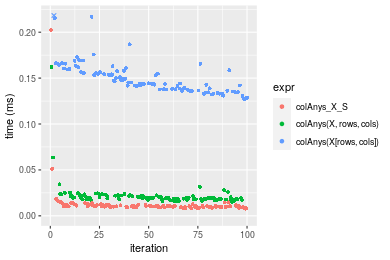 0.20
0.15
0.10
0.05
0.00
time (ms)
0
25
50
75
100
iteration
expr
colAnys_X_S
colAnys(X, rows, cols)
colAnys(X[rows, cols])